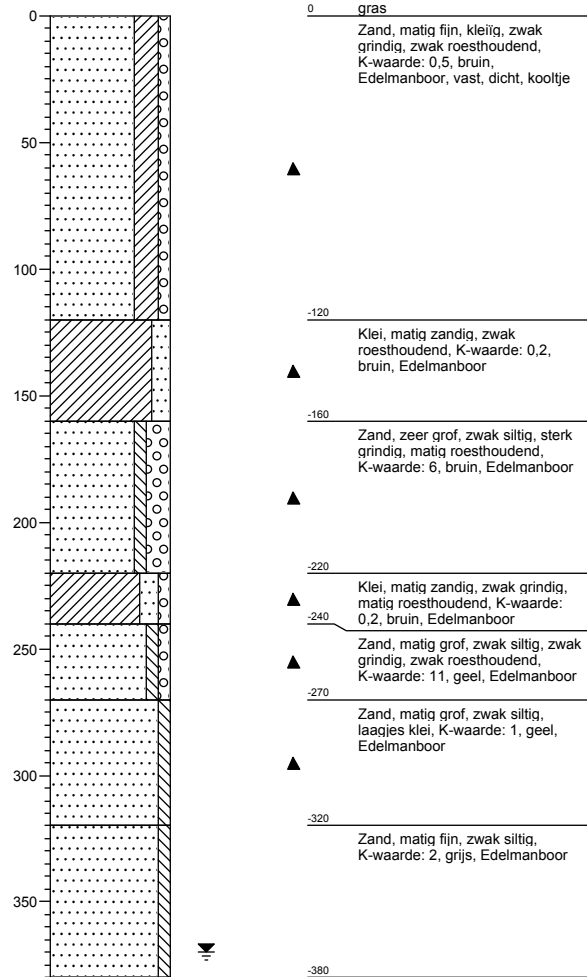 0
50
100
150
200
250
300
350
0
gras
Zand, matig fijn, kleiïg, zwak
grindig, zwak roesthoudend,
K-waarde: 0,5, bruin,
Edelmanboor, vast, dicht, kooltje
-120
Klei, matig zandig, zwak
roesthoudend, K-waarde: 0,2,
bruin, Edelmanboor
-160
Zand, zeer grof, zwak siltig, sterk
grindig, matig roesthoudend,
K-waarde: 6, bruin, Edelmanboor
-220
Klei, matig zandig, zwak grindig,
matig roesthoudend, K-waarde:
0,2, bruin, Edelmanboor
-240
Zand, matig grof, zwak siltig, zwak
grindig, zwak roesthoudend,
K-waarde: 11, geel, Edelmanboor
-270
Zand, matig grof, zwak siltig,
laagjes klei, K-waarde: 1, geel,
Edelmanboor
-320
Zand, matig fijn, zwak siltig,
K-waarde: 2, grijs, Edelmanboor
-380